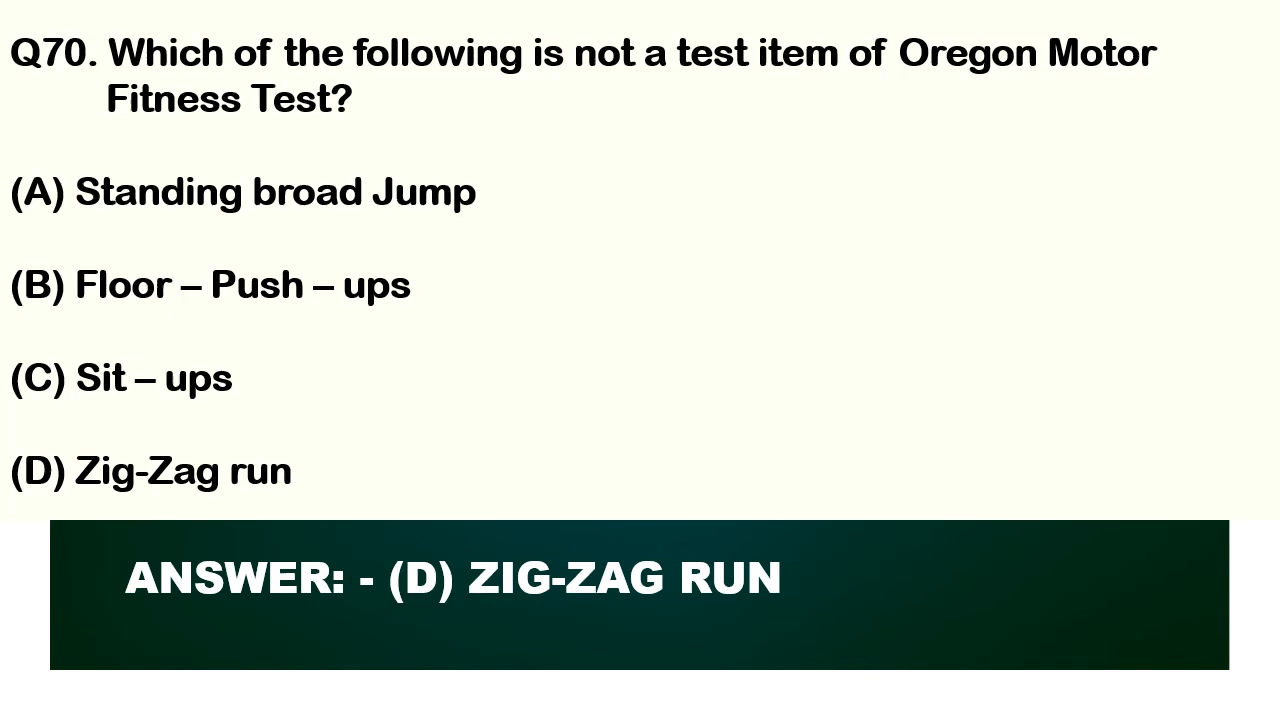 Q70. Which of the following is not a test item of Oregon Motor
Fitness Test?
(A) Standing broad Jump
(B) Floor – Push – ups
(C) Sit – ups
(D) Zig-Zag run
ANSWER: - (D) ZIG-ZAG RUN